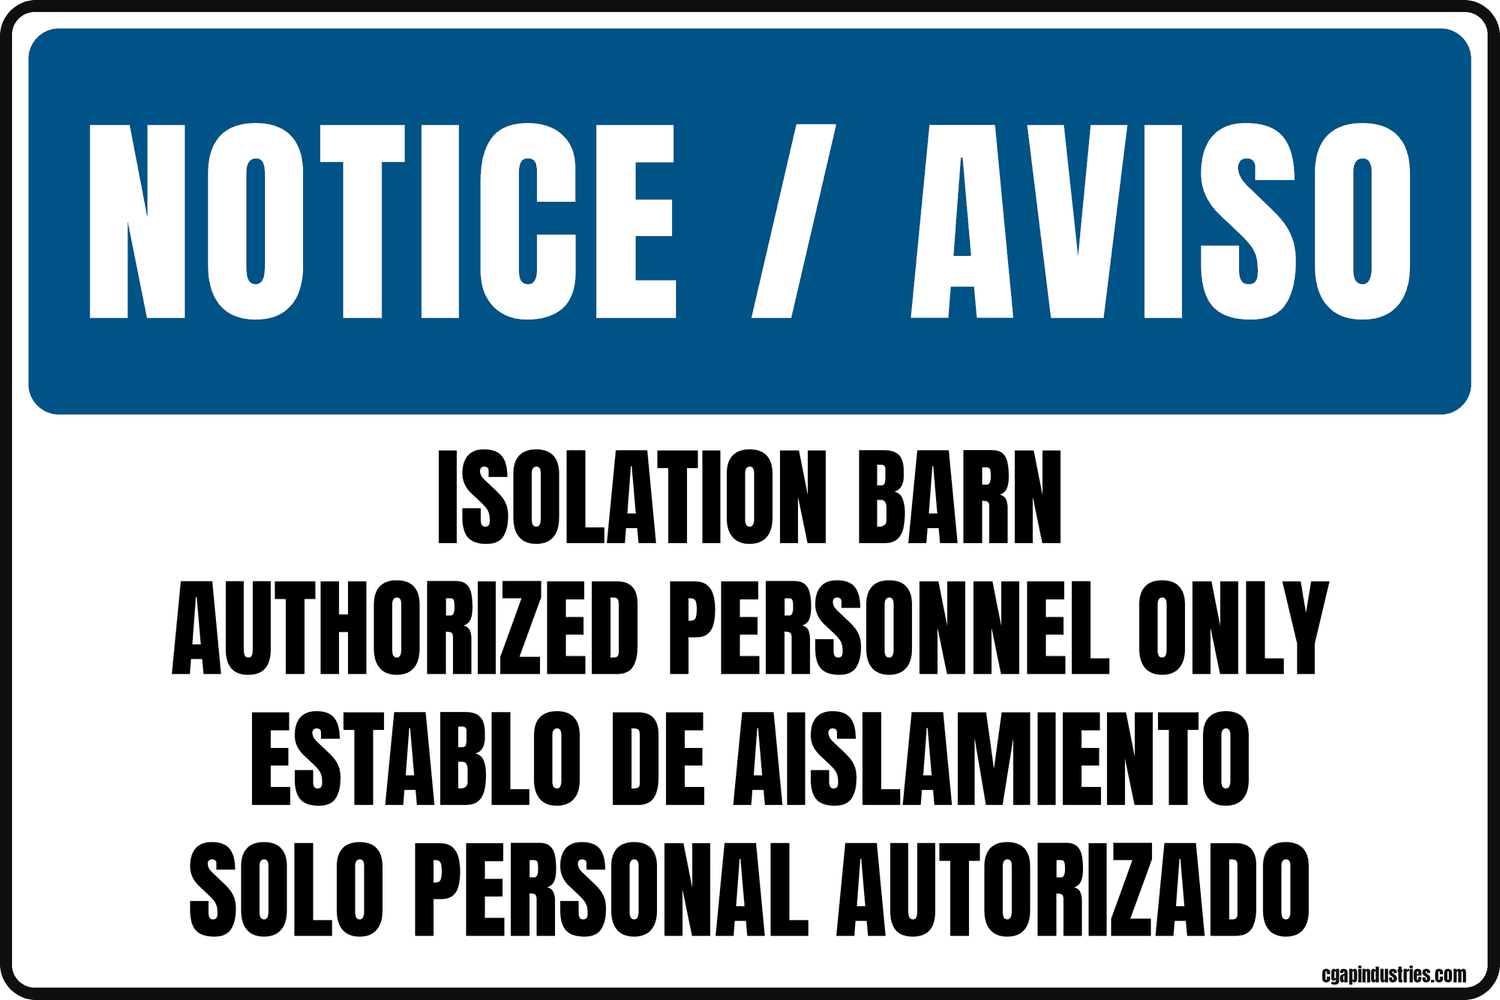 NOTICE / AVISO
ISOLATION BARN
AUTHORIZED PERSONNEL ONLY
ESTABLO DE AISLAMIENTO
SOLO PERSONAL AUTORIZADO
cgapindustries.com